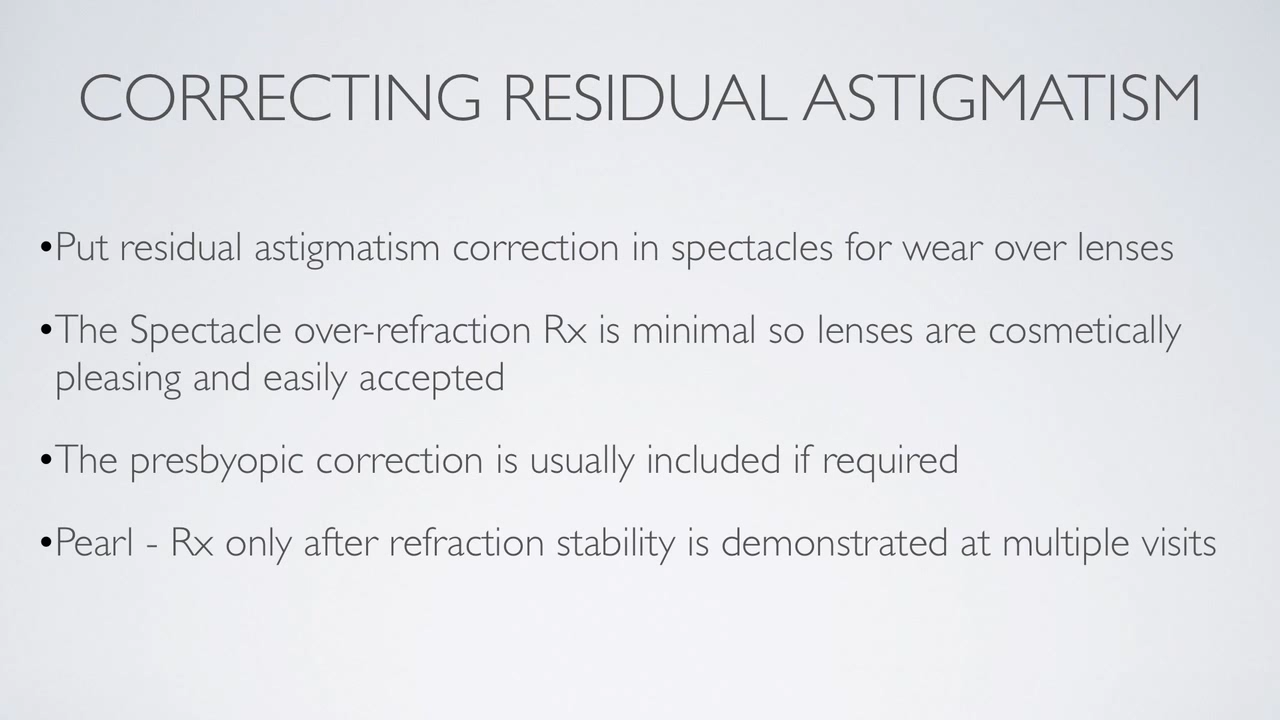 CORRECTING RESIDUAL ASTIGMATISM
•Put residual astigmatism correction in spectacles for wear over lenses
•The Spectacle over-refraction Rx is minimal so lenses are cosmetically
pleasing and easily accepted
•The presbyopic correction is usually included if required
•Pearl - Rx only after refraction stability is demonstrated at multiple visits